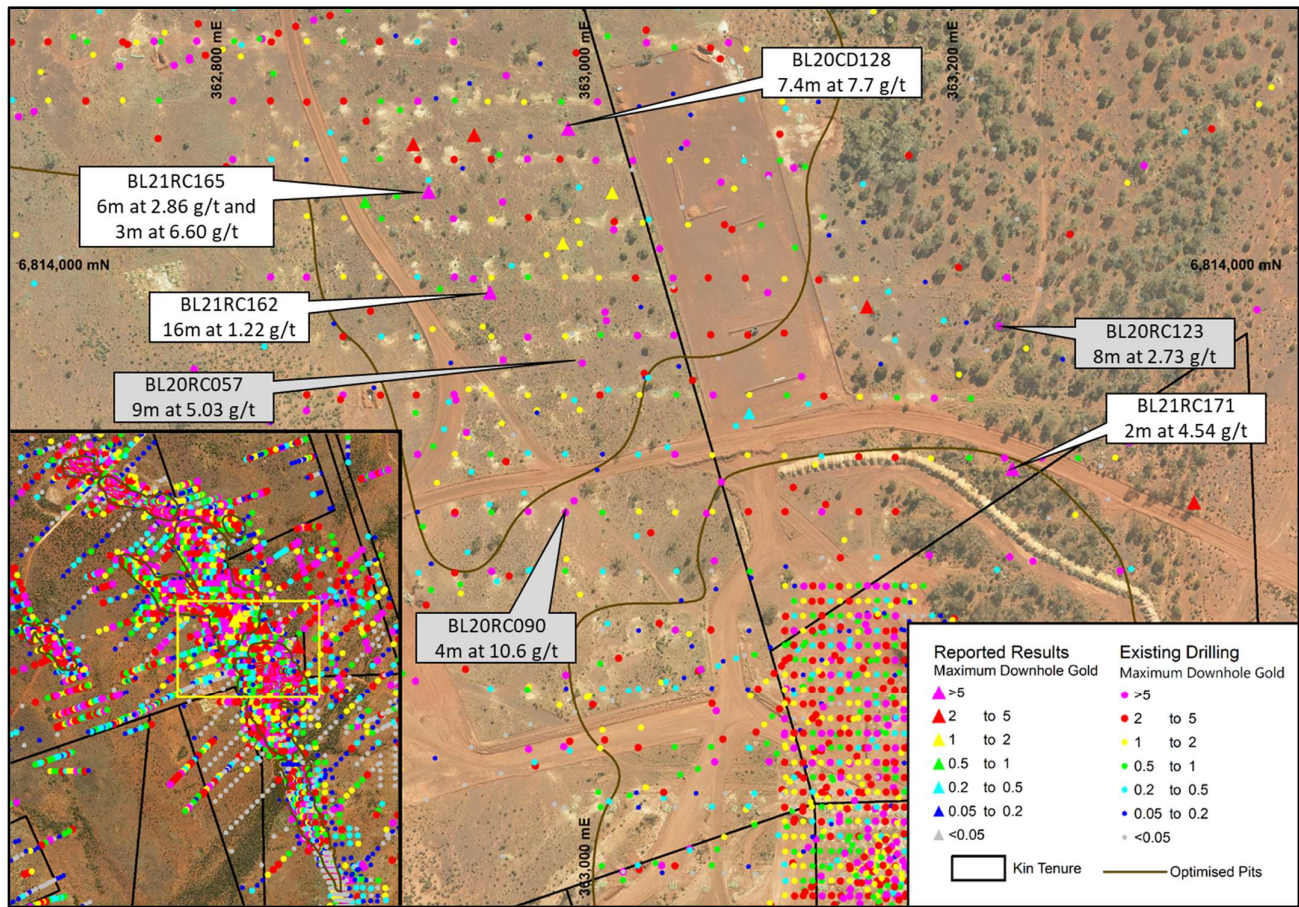 362,800 mE
363,000 mE
363,200 mE
BL20CD128
7.4m at 7.7 g/t
BL21RC165
6m at 2.86 g/t and
3m at 6.60 g/t
6,814,000 mN
6,814,000 mN
BL21RC162
16m at 1.22 g/t
BL20RC123
8m at 2.73 g/t
BL20RC057
9m at 5.03 g/t
BL21RC171
2m at 4.54 g/t
BL20RC090
4m at 10.6 g/t
363,000 mE
Reported Results
Maximum Downhole Gold
>5
2 to 5
1 to 2
0.5 to 1
0.2 to 0.5
0.05 to 0.2
<0.05
Existing Drilling
Maximum Downhole Gold
>5
2 to 5
1 to 2
0.5 to 1
0.2 to 0.5
0.05 to 0.2
<0.05
Kin Tenure
Optimised Pits